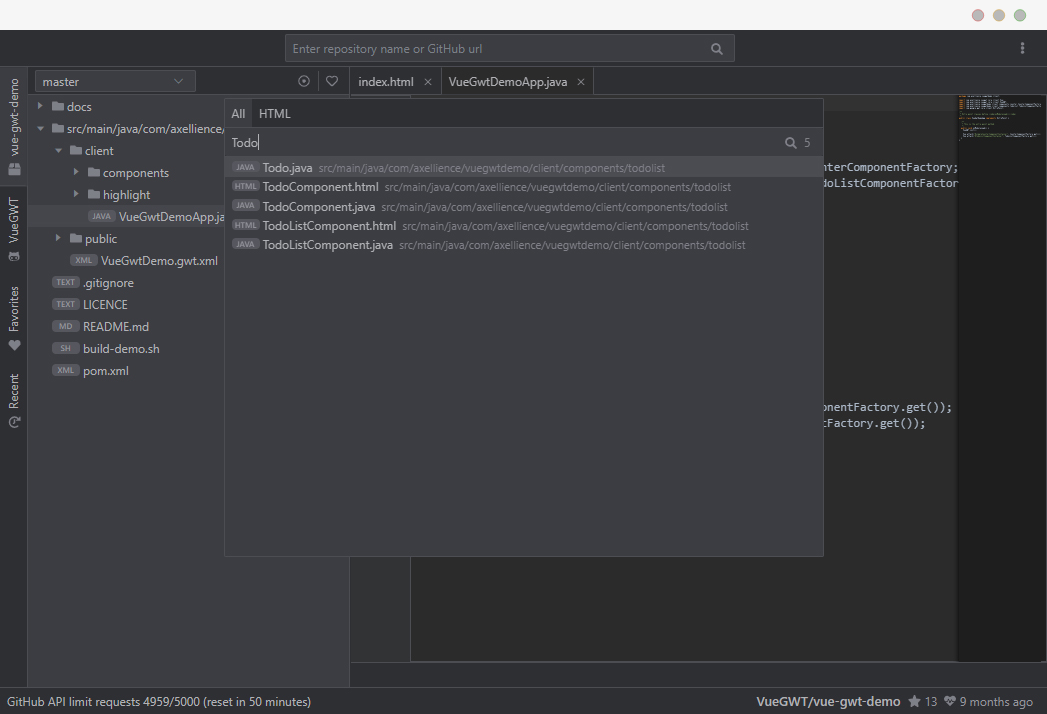 Enter repository name or GitHub url
master
index.html ×
VueGwtDemoApp.java ×
vue-gwt-demo
VueGWT
Favorites
Recent
docs
src/main/java/com/axellience/
client
components
highlight
JAVA VueGwtDemoApp.ja
public
XML VueGwtDemo.gwt.xml
TEXT .gitignore
TEXT LICENCE
MD README.md
SH build-demo.sh
XML pom.xml
All HTML
Todo 5
JAVA Todo.java src/main/java/com/axellience/vuegwtdemo/client/components/todolist
HTML TodoComponent.html src/main/java/com/axellience/vuegwtdemo/client/components/todolist
JAVA TodoComponent.java src/main/java/com/axellience/vuegwtdemo/client/components/todolist
HTML TodoListComponent.html src/main/java/com/axellience/vuegwtdemo/client/components/todolist
JAVA TodoListComponent.java src/main/java/com/axellience/vuegwtdemo/client/components/todolist
nterComponentFactory;
doListComponentFactor
onentFactory.get());
tFactory.get());
GitHub API limit requests 4959/5000 (reset in 50 minutes)
VueGWT/vue-gwt-demo 13 9 months ago